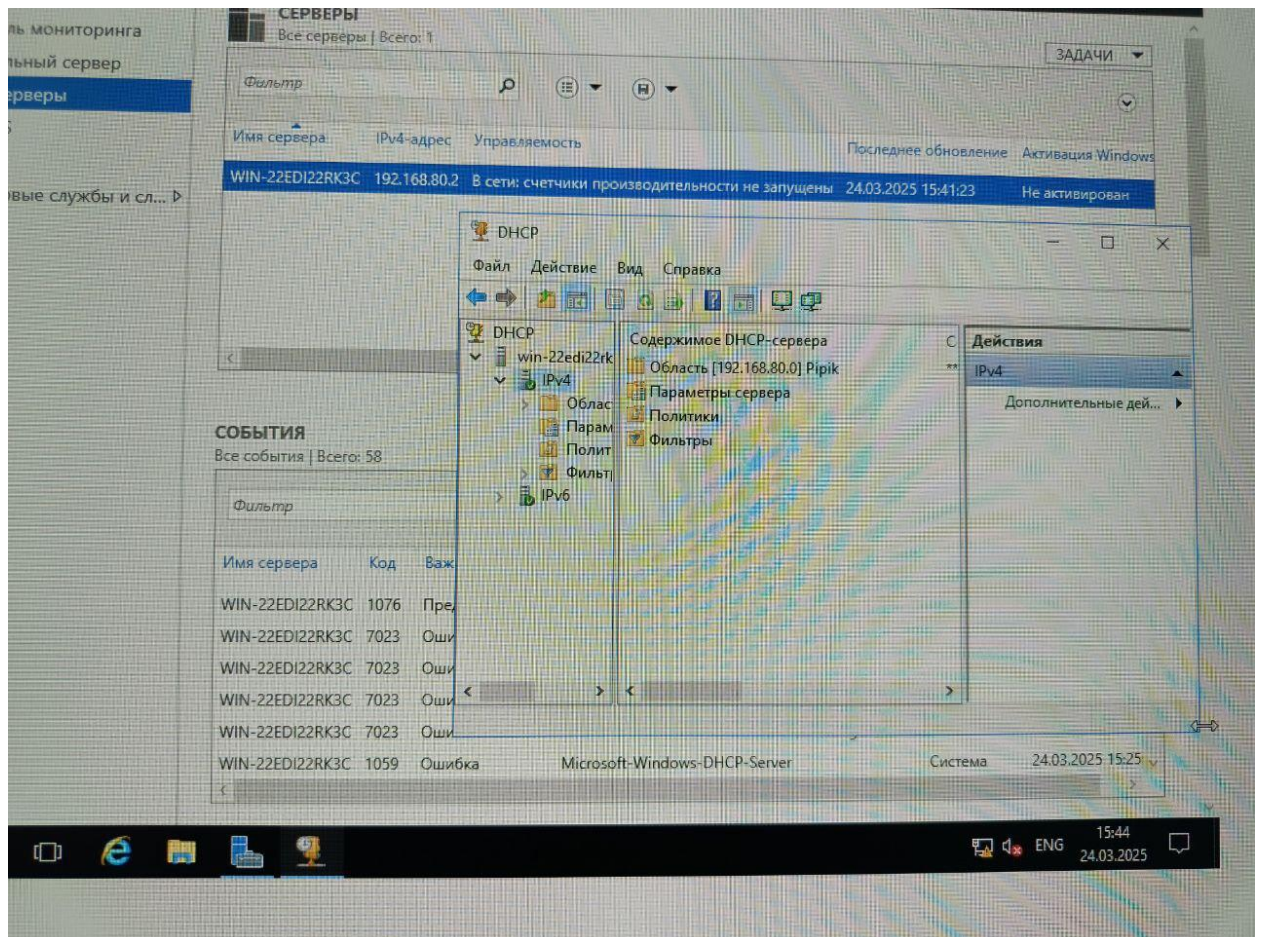 СЕРВЕРЫ
ль мониторинга
Все серверы | Всего: 1
льный сервер
ЗАДАЧИ
ерверы
Фильтр
Имя сервера IPv4-адрес Управляемость Последнее обновление Активация Windows
WIN-22EDI22RK3C 192.168.80.2 В сети: счетчики производительности не запущены 24.03.2025 15:41:23 Не активирован
вые службы и сл...
DHCP
Файл Действие Вид Справка
DHCP
win-22edi22rk
IPv4
Облас
Парам
Полит
Фильт
IPv6
Содержимое DHCP-сервера С
Область [192.168.80.0] Pipik **
Параметры сервера
Политики
Фильтры
Действия
IPv4
Дополнительные дей...
СОБЫТИЯ
Все события | Всего: 58
Фильтр
Имя сервера Код Важ
WIN-22EDI22RK3C 1076 Пред
WIN-22EDI22RK3C 7023 Оши
WIN-22EDI22RK3C 7023 Оши
WIN-22EDI22RK3C 7023 Оши
WIN-22EDI22RK3C 7023 Оши
WIN-22EDI22RK3C 1059 Ошибка Microsoft-Windows-DHCP-Server Система 24.03.2025 15:25
ENG
15:44
24.03.2025